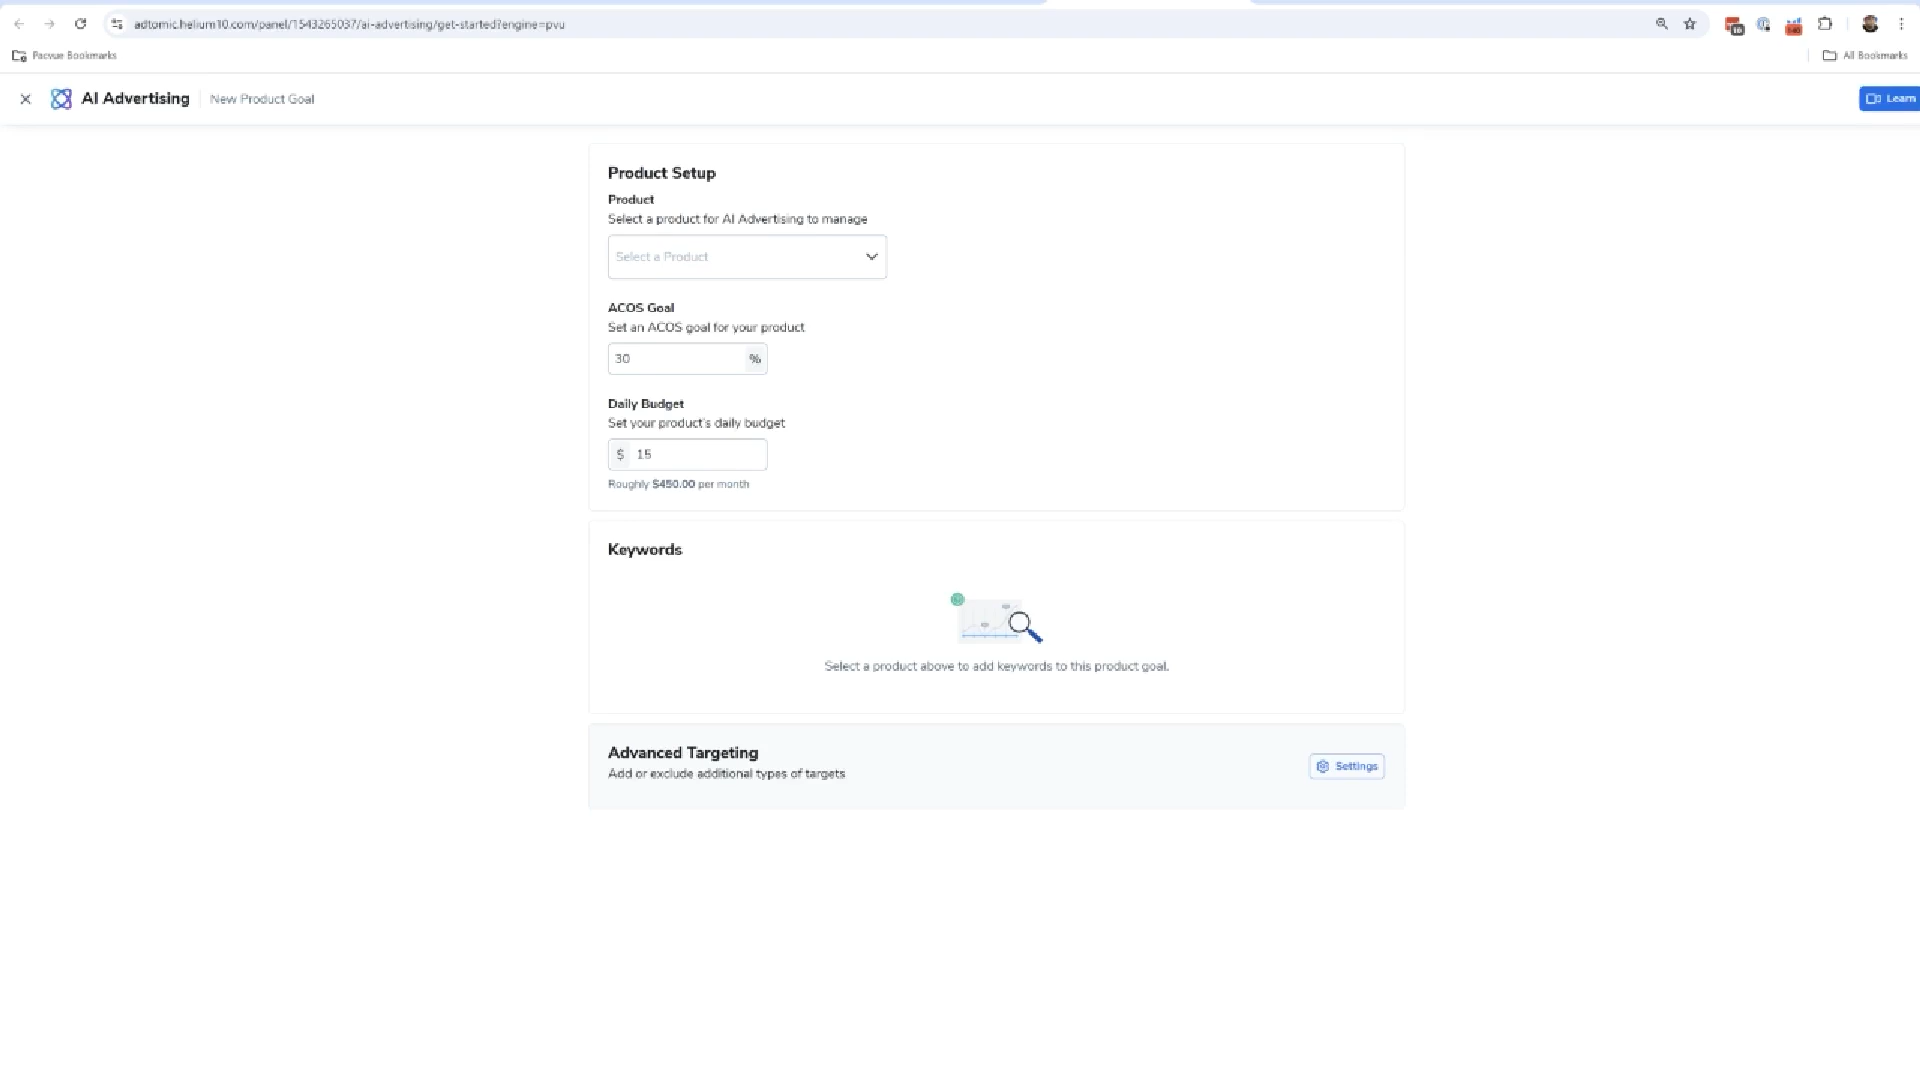 adtomic.helium10.com/panel/1543265037/ai-advertising/get-started?engine=pvu
Pacvue Bookmarks
All Bookmarks
AI Advertising
New Product Goal
Learn
Product Setup
Product
Select a product for AI Advertising to manage
Select a Product
ACOS Goal
Set an ACOS goal for your product
30 %
Daily Budget
Set your product's daily budget
$ 15
Roughly $450.00 per month
Keywords
Select a product above to add keywords to this product goal.
Advanced Targeting
Add or exclude additional types of targets
Settings